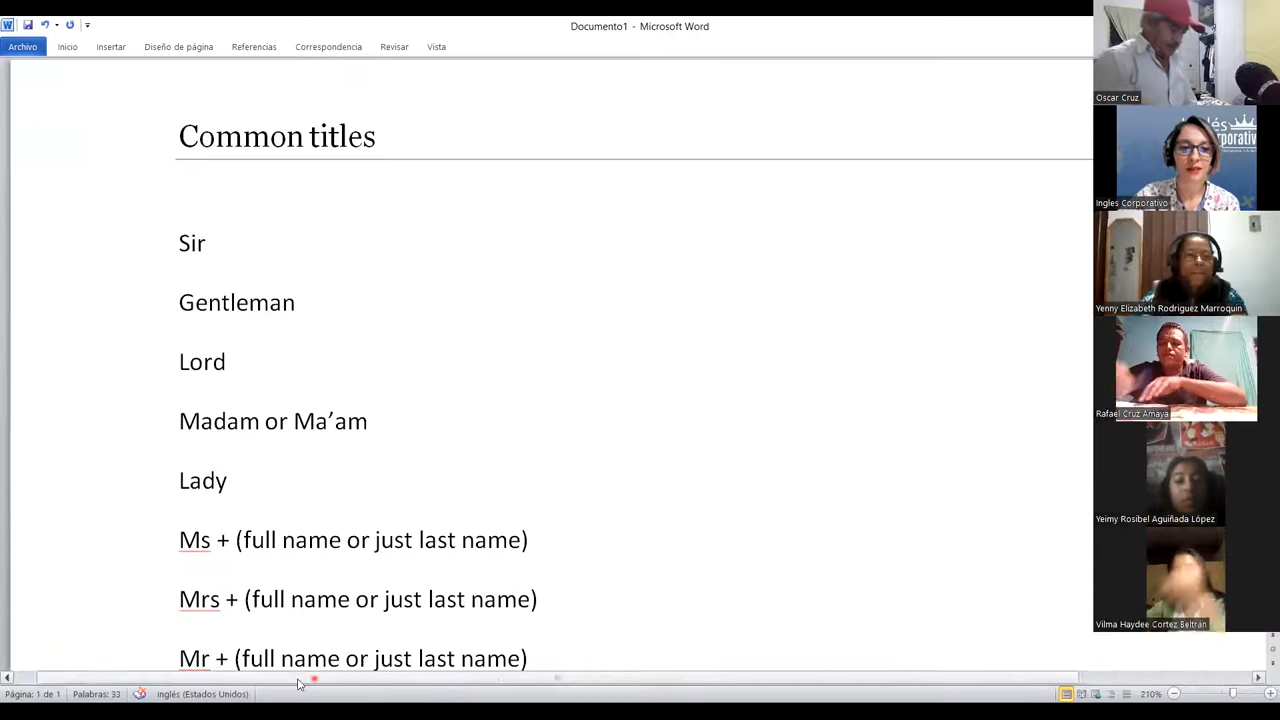 Documento1 - Microsoft Word
Archivo Inicio Insertar Diseño de página Referencias Correspondencia Revisar Vista
Common titles
Sir
Gentleman
Lord
Madam or Ma’am
Lady
Ms + (full name or just last name)
Mrs + (full name or just last name)
Mr + (full name or just last name)
Página: 1 de 1 Palabras: 33 Inglés (Estados Unidos) 210%
Oscar Cruz
Ingles Corporativo
Yenny Elizabeth Rodriguez Marroquin
Rafael Cruz Amaya
Yeimy Rosibel Aguiñada López
Vilma Haydee Cortez Beltrán